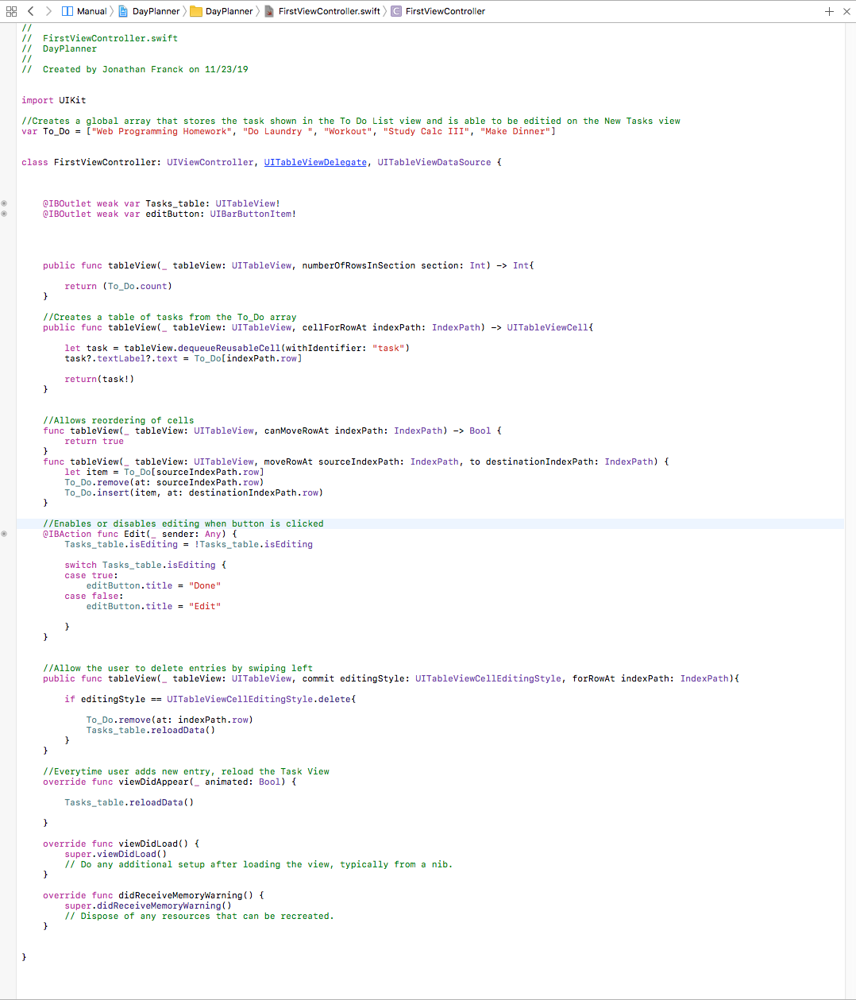 Manual DayPlanner DayPlanner FirstViewController.swift C FirstViewController
//
//  FirstViewController.swift
//  DayPlanner
//
//  Created by Jonathan Franck on 11/23/19
import UIKit
//Creates a global array that stores the task shown in the To Do List view and is able to be editied on the New Tasks view
var To_Do = ["Web Programming Homework", "Do Laundry ", "Workout", "Study Calc III", "Make Dinner"]
class FirstViewController: UIViewController, UITableViewDelegate, UITableViewDataSource {
    @IBOutlet weak var Tasks_table: UITableView!
    @IBOutlet weak var editButton: UIBarButtonItem!
    public func tableView(_ tableView: UITableView, numberOfRowsInSection section: Int) -> Int{
        return (To_Do.count)
    }
    //Creates a table of tasks from the To_Do array
    public func tableView(_ tableView: UITableView, cellForRowAt indexPath: IndexPath) -> UITableViewCell{
        let task = tableView.dequeueReusableCell(withIdentifier: "task")
        task?.textLabel?.text = To_Do[indexPath.row]
        return(task!)
    }
    //Allows reordering of cells
    func tableView(_ tableView: UITableView, canMoveRowAt indexPath: IndexPath) -> Bool {
        return true
    }
    func tableView(_ tableView: UITableView, moveRowAt sourceIndexPath: IndexPath, to destinationIndexPath: IndexPath) {
        let item = To_Do[sourceIndexPath.row]
        To_Do.remove(at: sourceIndexPath.row)
        To_Do.insert(item, at: destinationIndexPath.row)
    }
    //Enables or disables editing when button is clicked
    @IBAction func Edit(_ sender: Any) {
        Tasks_table.isEditing = !Tasks_table.isEditing
        switch Tasks_table.isEditing {
        case true:
            editButton.title = "Done"
        case false:
            editButton.title = "Edit"
        }
    }
    //Allow the user to delete entries by swiping left
    public func tableView(_ tableView: UITableView, commit editingStyle: UITableViewCellEditingStyle, forRowAt indexPath: IndexPath){
        if editingStyle == UITableViewCellEditingStyle.delete{
            To_Do.remove(at: indexPath.row)
            Tasks_table.reloadData()
        }
    }
    //Everytime user adds new entry, reload the Task View
    override func viewDidAppear(_ animated: Bool) {
        Tasks_table.reloadData()
    }
    override func viewDidLoad() {
        super.viewDidLoad()
        // Do any additional setup after loading the view, typically from a nib.
    }
    override func didReceiveMemoryWarning() {
        super.didReceiveMemoryWarning()
        // Dispose of any resources that can be recreated.
    }
}